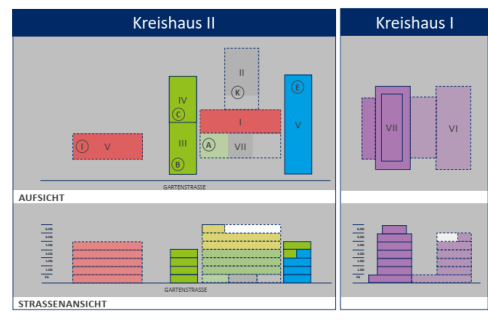 Kreishaus II
Kreishaus I
II
K
E
IV
C
I
V
III
A
VII
I
V
B
VII
VI
GARTENSTRASSE
AUFSICHT
GARTENSTRASSE
STRASSENANSICHT